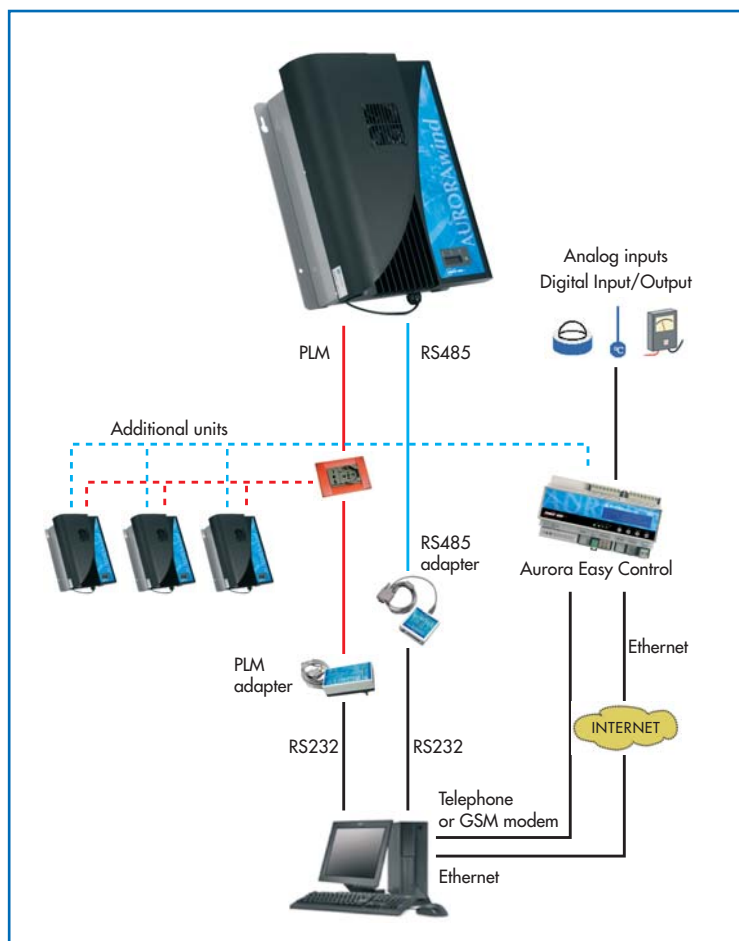 AURORAwind
Analog inputs
Digital Input/Output
°C
PLM
RS485
Additional units
RS485
adapter
Aurora Easy Control
Ethernet
PLM
adapter
INTERNET
RS232
RS232
Telephone
or GSM modem
Ethernet